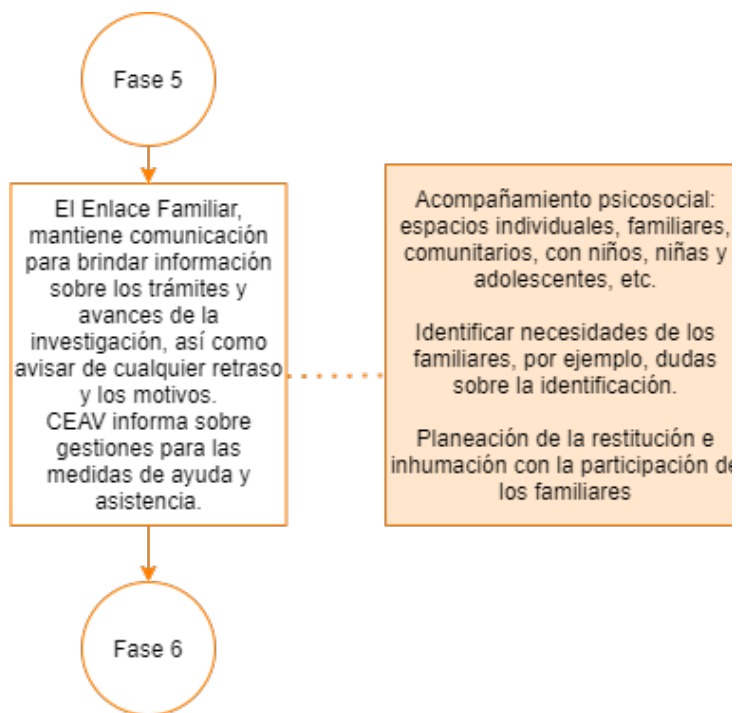 Fase 5
El Enlace Familiar,
mantiene comunicación
para brindar información
sobre los trámites y
avances de la
investigación, así como
avisar de cualquier retraso
y los motivos.
CEAV informa sobre
gestiones para las
medidas de ayuda y
asistencia.
Acompañamiento psicosocial:
espacios individuales, familiares,
comunitarios, con niños, niñas y
adolescentes, etc.
Identificar necesidades de los
familiares, por ejemplo, dudas
sobre la identificación.
Planeación de la restitución e
inhumación con la participación de
los familiares
Fase 6